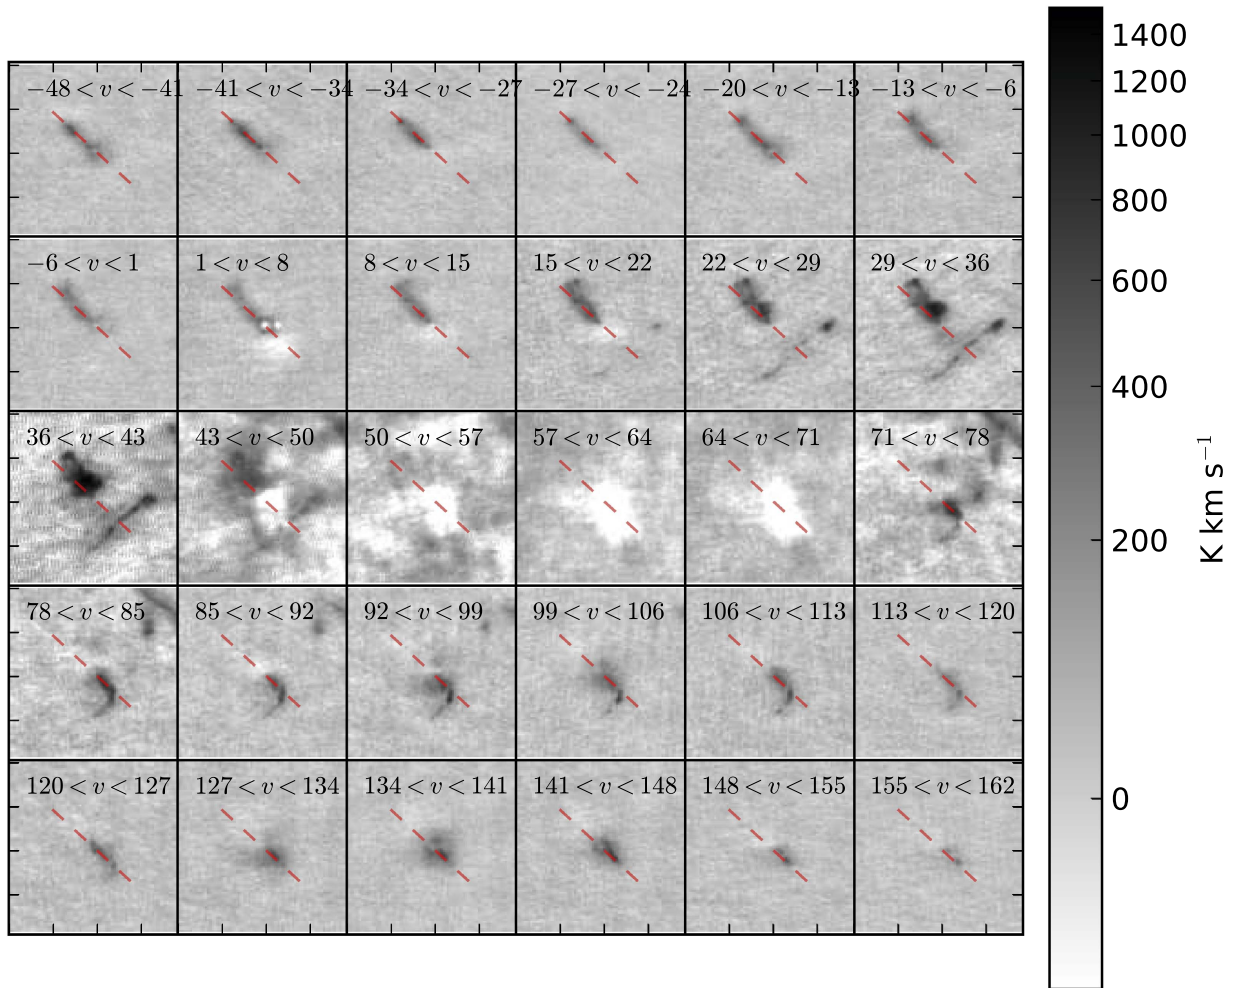 −48 < v < −41
−41 < v < −34
−34 < v < −27
−27 < v < −24
−20 < v < −13
−13 < v < −6
−6 < v < 1
1 < v < 8
8 < v < 15
15 < v < 22
22 < v < 29
29 < v < 36
36 < v < 43
43 < v < 50
50 < v < 57
57 < v < 64
64 < v < 71
71 < v < 78
78 < v < 85
85 < v < 92
92 < v < 99
99 < v < 106
106 < v < 113
113 < v < 120
120 < v < 127
127 < v < 134
134 < v < 141
141 < v < 148
148 < v < 155
155 < v < 162
1400
1200
1000
800
600
400
200
0
K km s⁻¹